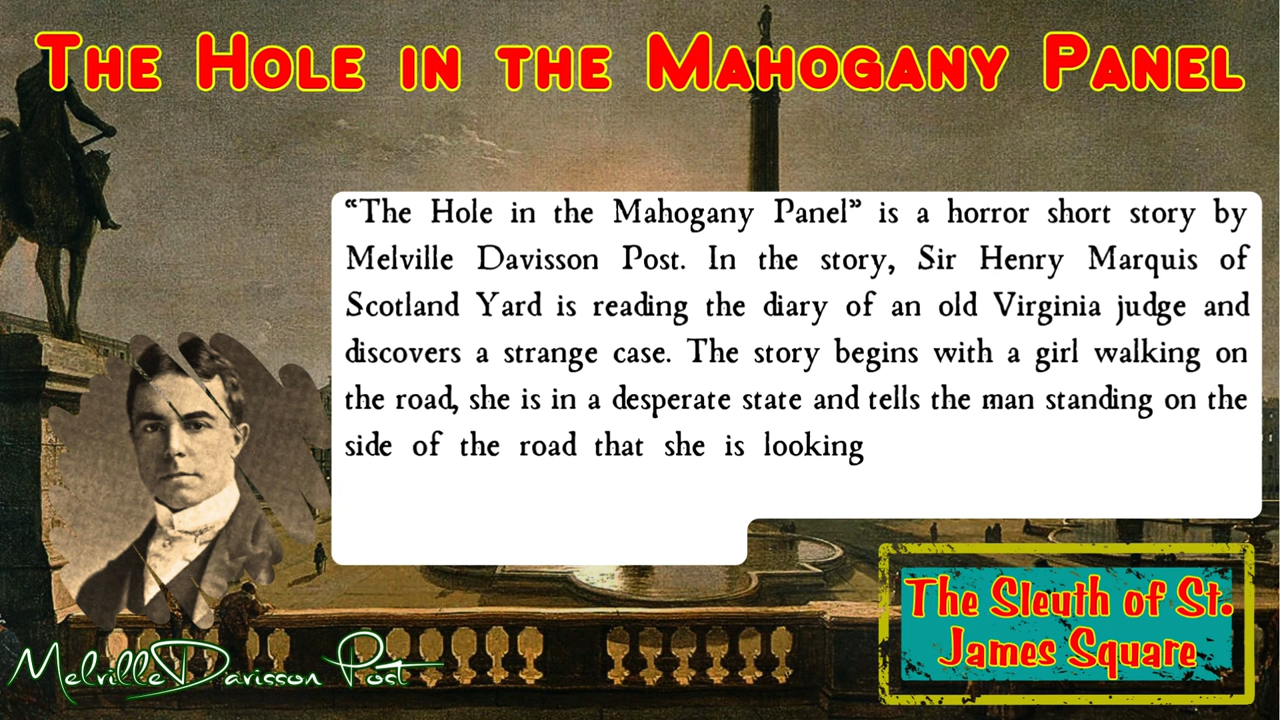 The Hole in the Mahogany Panel
“The Hole in the Mahogany Panel” is a horror short story by
Melville Davisson Post. In the story, Sir Henry Marquis of
Scotland Yard is reading the diary of an old Virginia judge and
discovers a strange case. The story begins with a girl walking on
the road, she is in a desperate state and tells the man standing on the
side of the road that she is looking
The Sleuth of St.
James Square
Melville Davisson Post